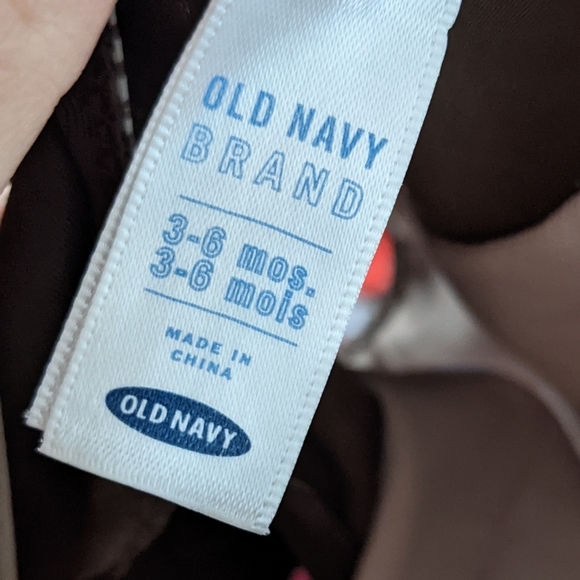 OLD NAVY
BRAND
3-6 mos.
3-6 mois
MADE IN
CHINA
OLD NAVY